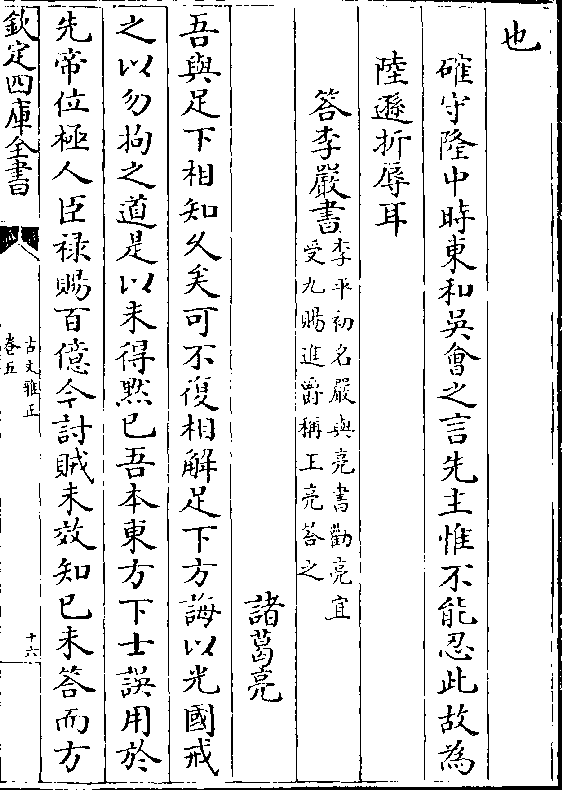 也
確守隆中時東和吳會之言先主惟不能忍此故為
陸遜折辱耳
答李嚴書李平初名嚴與亮書勸亮宜
受九賜進爵稱王亮答之
諸葛亮
吾與足下相知久矣可不復相解足下方誨以光國戒
之以勿拘之道是以未得黙已吾本東方下士誤用於
先帝位極人臣禄賜百億今討賊未效知已未答而方
欽定四庫全書
古文雅正
卷五
十六